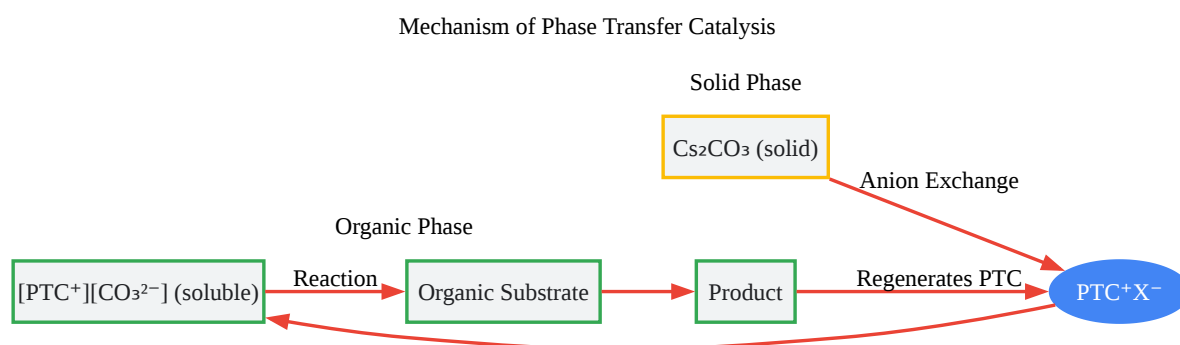 Mechanism of Phase Transfer Catalysis
Solid Phase
Cs₂CO₃ (solid)
Anion Exchange
Organic Phase
[PTC⁺][CO₃²⁻] (soluble)
Reaction
Organic Substrate
Product
Regenerates PTC
PTC⁺X⁻